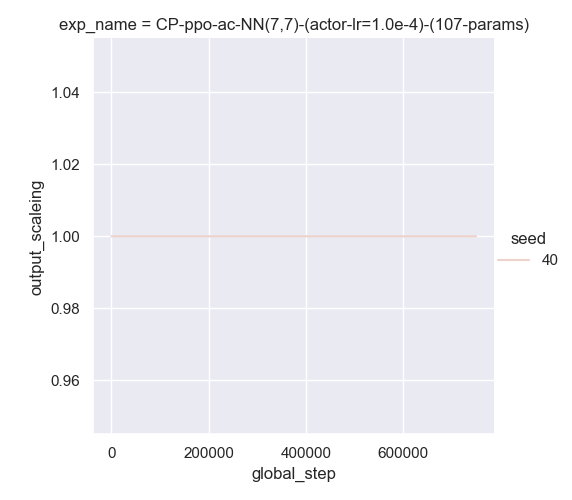 exp_name = CP-ppo-ac-NN(7,7)-(actor-lr=1.0e-4)-(107-params)
1.04
1.02
1.00
0.98
0.96
output_scaleing
0
200000
400000
600000
global_step
seed
40